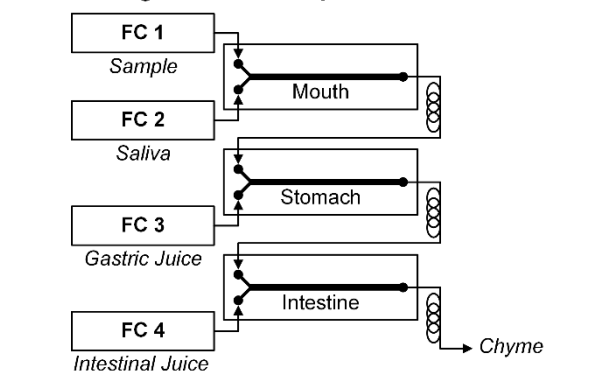 FC 1
Sample
Mouth
FC 2
Saliva
Stomach
FC 3
Gastric Juice
Intestine
FC 4
Intestinal Juice
Chyme